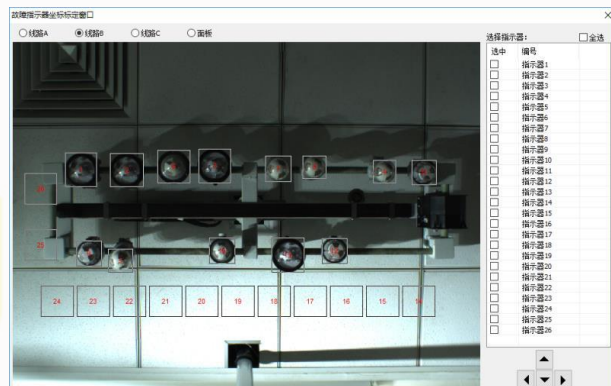 故障指示器坐标标定窗口
线路A 线路B 线路C 面板
选择指示器: 全选
选中 编号
指示器1
指示器2
指示器3
指示器4
指示器5
指示器6
指示器7
指示器8
指示器9
指示器10
指示器11
指示器12
指示器13
指示器14
指示器15
指示器16
指示器17
指示器18
指示器19
指示器20
指示器21
指示器22
指示器23
指示器24
指示器25
指示器26
25
24 23 22 21 20 19 18 17 16 15 14